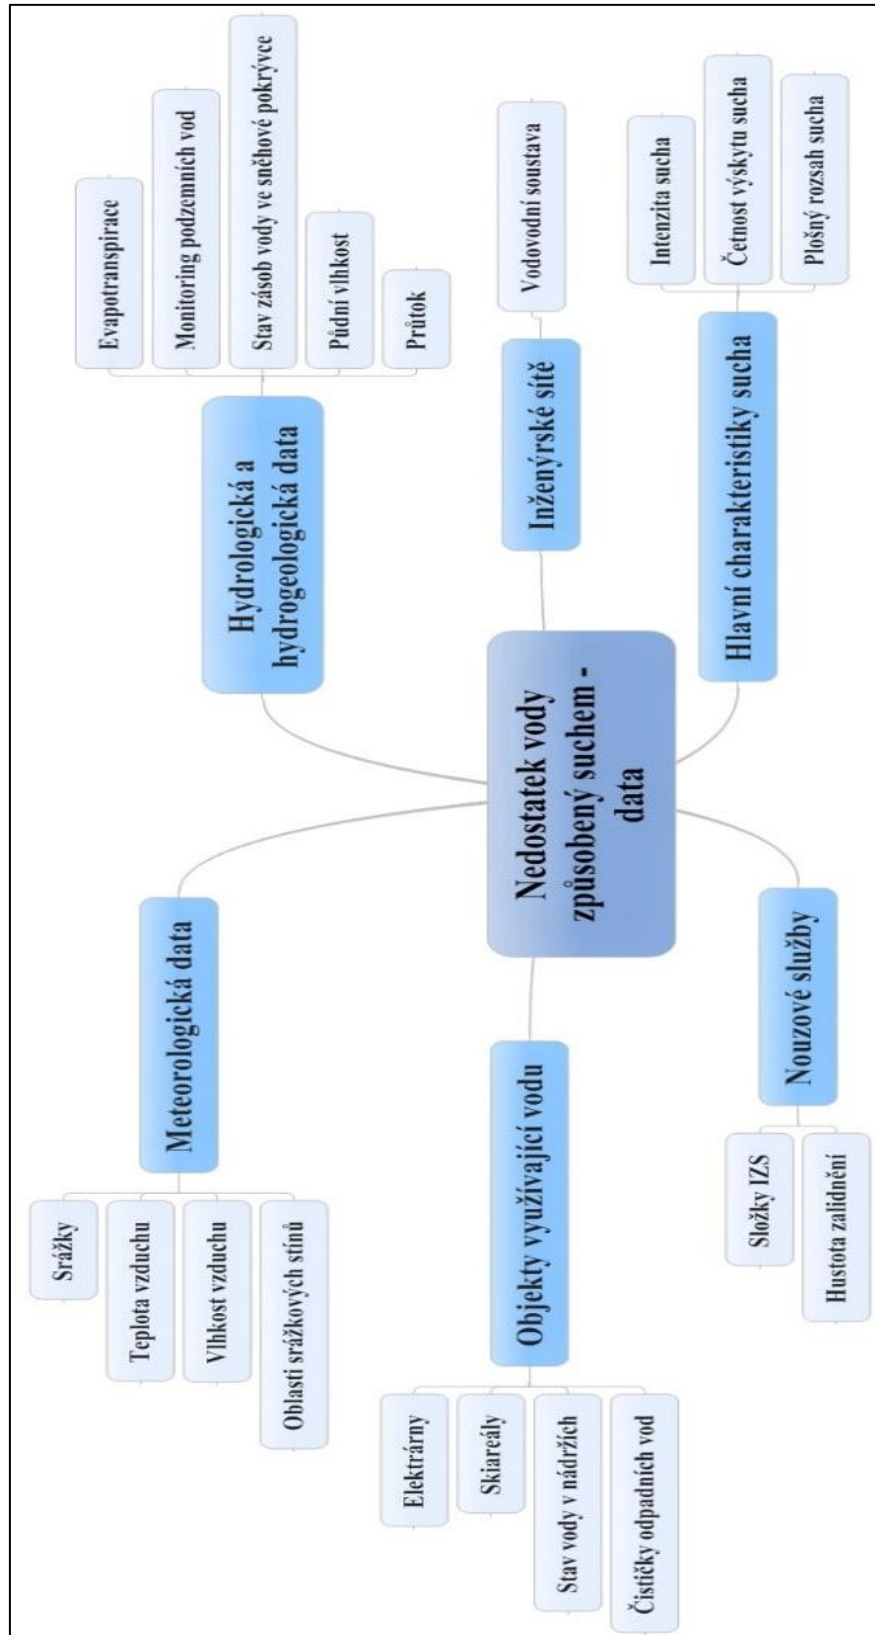 Nedostatek vody
způsobený suchem -
data
Meteorologická data
Srážky
Teplota vzduchu
Vlhkost vzduchu
Oblasti srážkových stínů
Objekty využívající vodu
Elektrárny
Skiareály
Stav vody v nádržích
Čističky odpadních vod
Nouzové služby
Složky IZS
Hustota zalidnění
Hydrologická a
hydrogeologická data
Evapotranspirace
Monitoring podzemních vod
Stav zásob vody ve sněhové pokrývce
Půdní vlhkost
Průtok
Inženýrské sítě
Vodovodní soustava
Hlavní charakteristiky sucha
Intenzita sucha
Četnost výskytu sucha
Plošný rozsah sucha